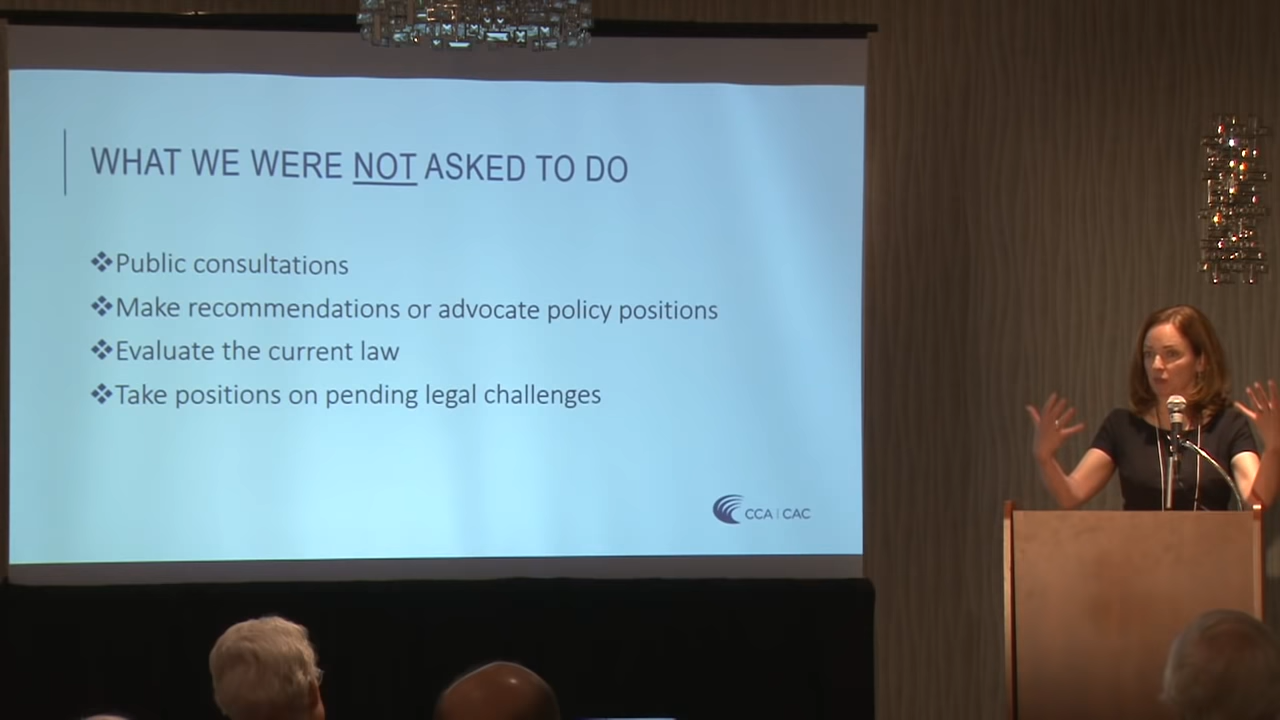 WHAT WE WERE NOT ASKED TO DO
❖Public consultations
❖Make recommendations or advocate policy positions
❖Evaluate the current law
❖Take positions on pending legal challenges
CCA | CAC